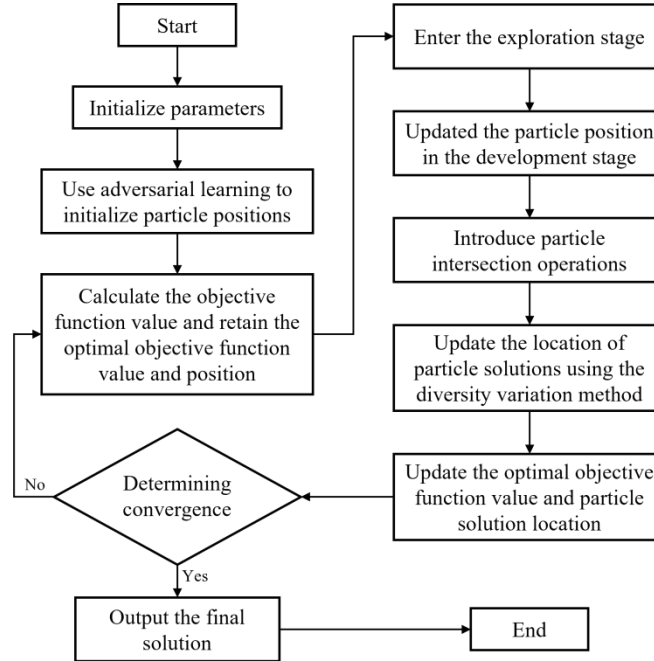 Start
Initialize parameters
Use adversarial learning to
initialize particle positions
Calculate the objective
function value and retain the
optimal objective function
value and position
Enter the exploration stage
Updated the particle position
in the development stage
Introduce particle
intersection operations
Update the location of
particle solutions using the
diversity variation method
Update the optimal objective
function value and particle
solution location
Determining
convergence
No
Yes
Output the final
solution
End